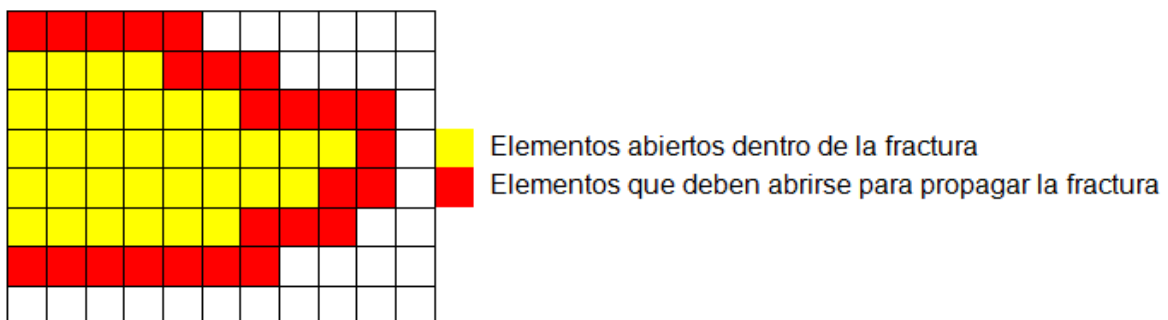 Elementos abiertos dentro de la fractura
Elementos que deben abrirse para propagar la fractura